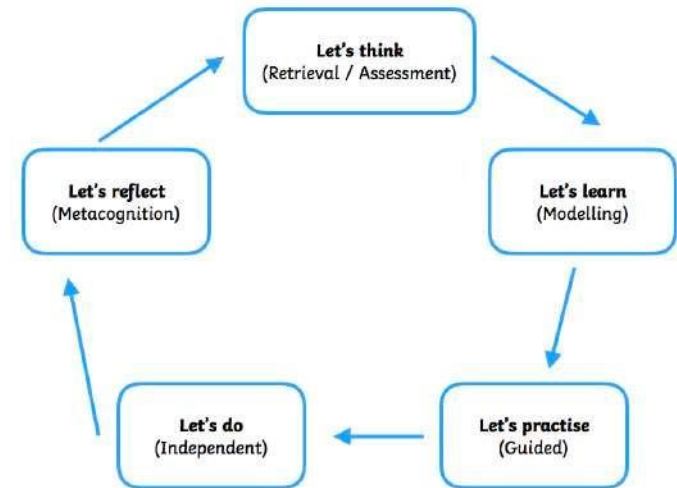 Let's think
(Retrieval / Assessment)
Let's learn
(Modelling)
Let's practise
(Guided)
Let's do
(Independent)
Let's reflect
(Metacognition)